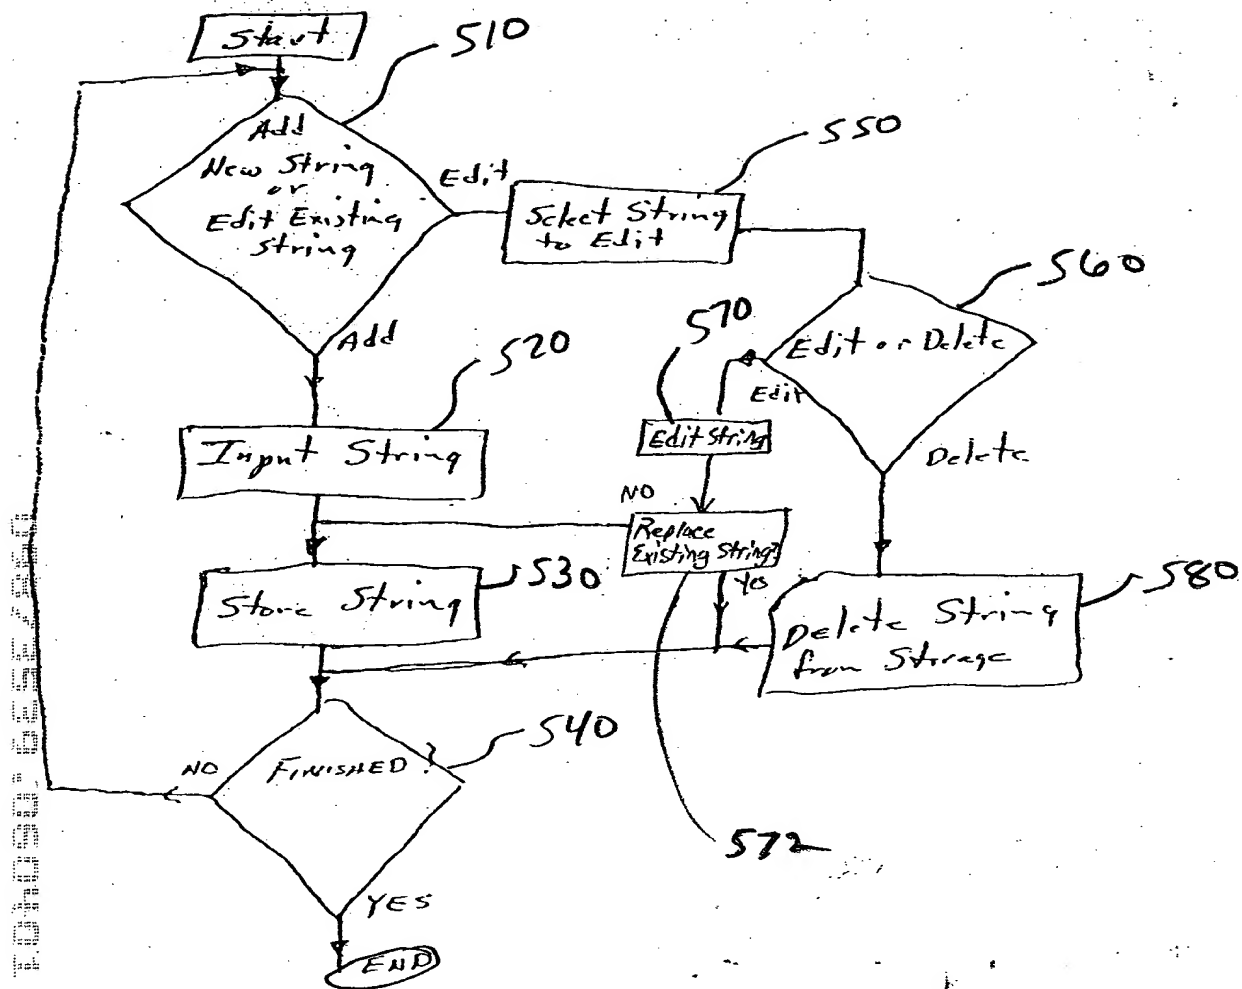 Start
510
Add
New String
or
Edit Existing
String
Edit
550
Select String
to Edit
560
Edit or Delete
Edit
Delete
570
Edit String
Add
520
Input String
NO
Replace
Existing String?
Yes
572
530
Store String
580
Delete String
from Storage
540
FINISHED?
NO
YES
END